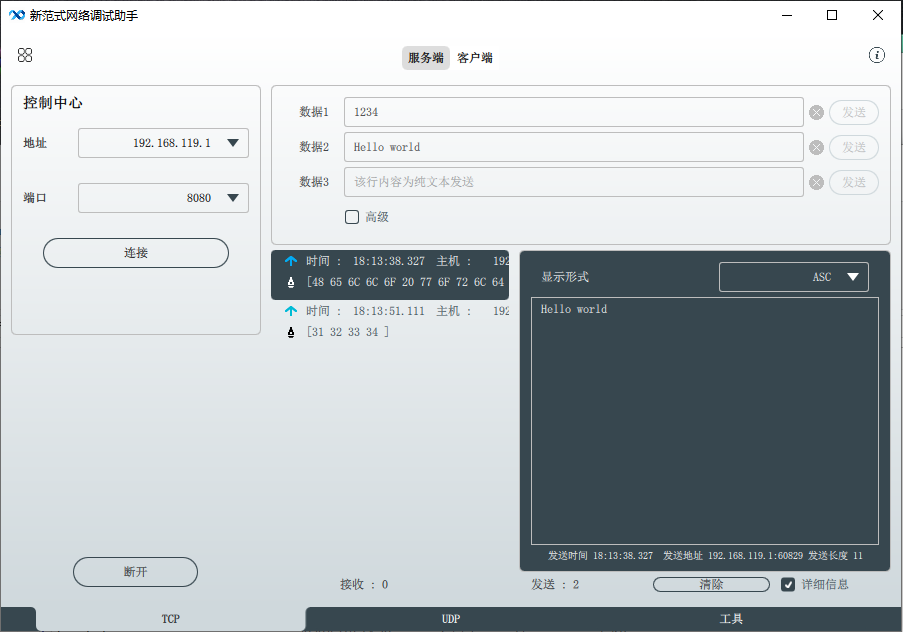 新范式网络调试助手
服务端 客户端
控制中心
地址 192.168.119.1
端口 8080
连接
断开
数据1 1234 发送
数据2 Hello world 发送
数据3 该行内容为纯文本发送 发送
高级
时间 : 18:13:38.327 主机 : 192
[48 65 6C 6C 6F 20 77 6F 72 6C 64
时间 : 18:13:51.111 主机 : 192
[31 32 33 34 ]
显示形式 ASC
Hello world
发送时间 18:13:38.327 发送地址 192.168.119.1:60829 发送长度 11
接收 : 0 发送 : 2 清除 详细信息
TCP UDP 工具